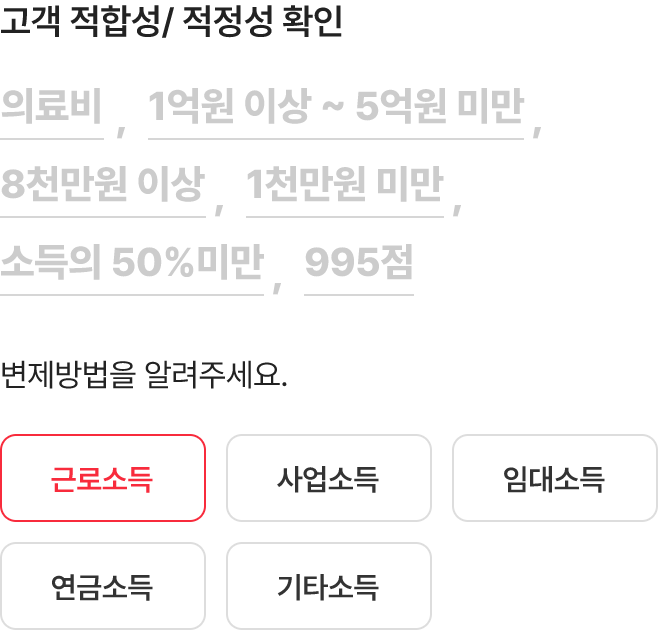 고객 적합성/ 적정성 확인
의료비 , 1억원 이상 ~ 5억원 미만 ,
8천만원 이상 , 1천만원 미만 ,
소득의 50%미만 , 995점
변제방법을 알려주세요.
근로소득 사업소득 임대소득
연금소득 기타소득